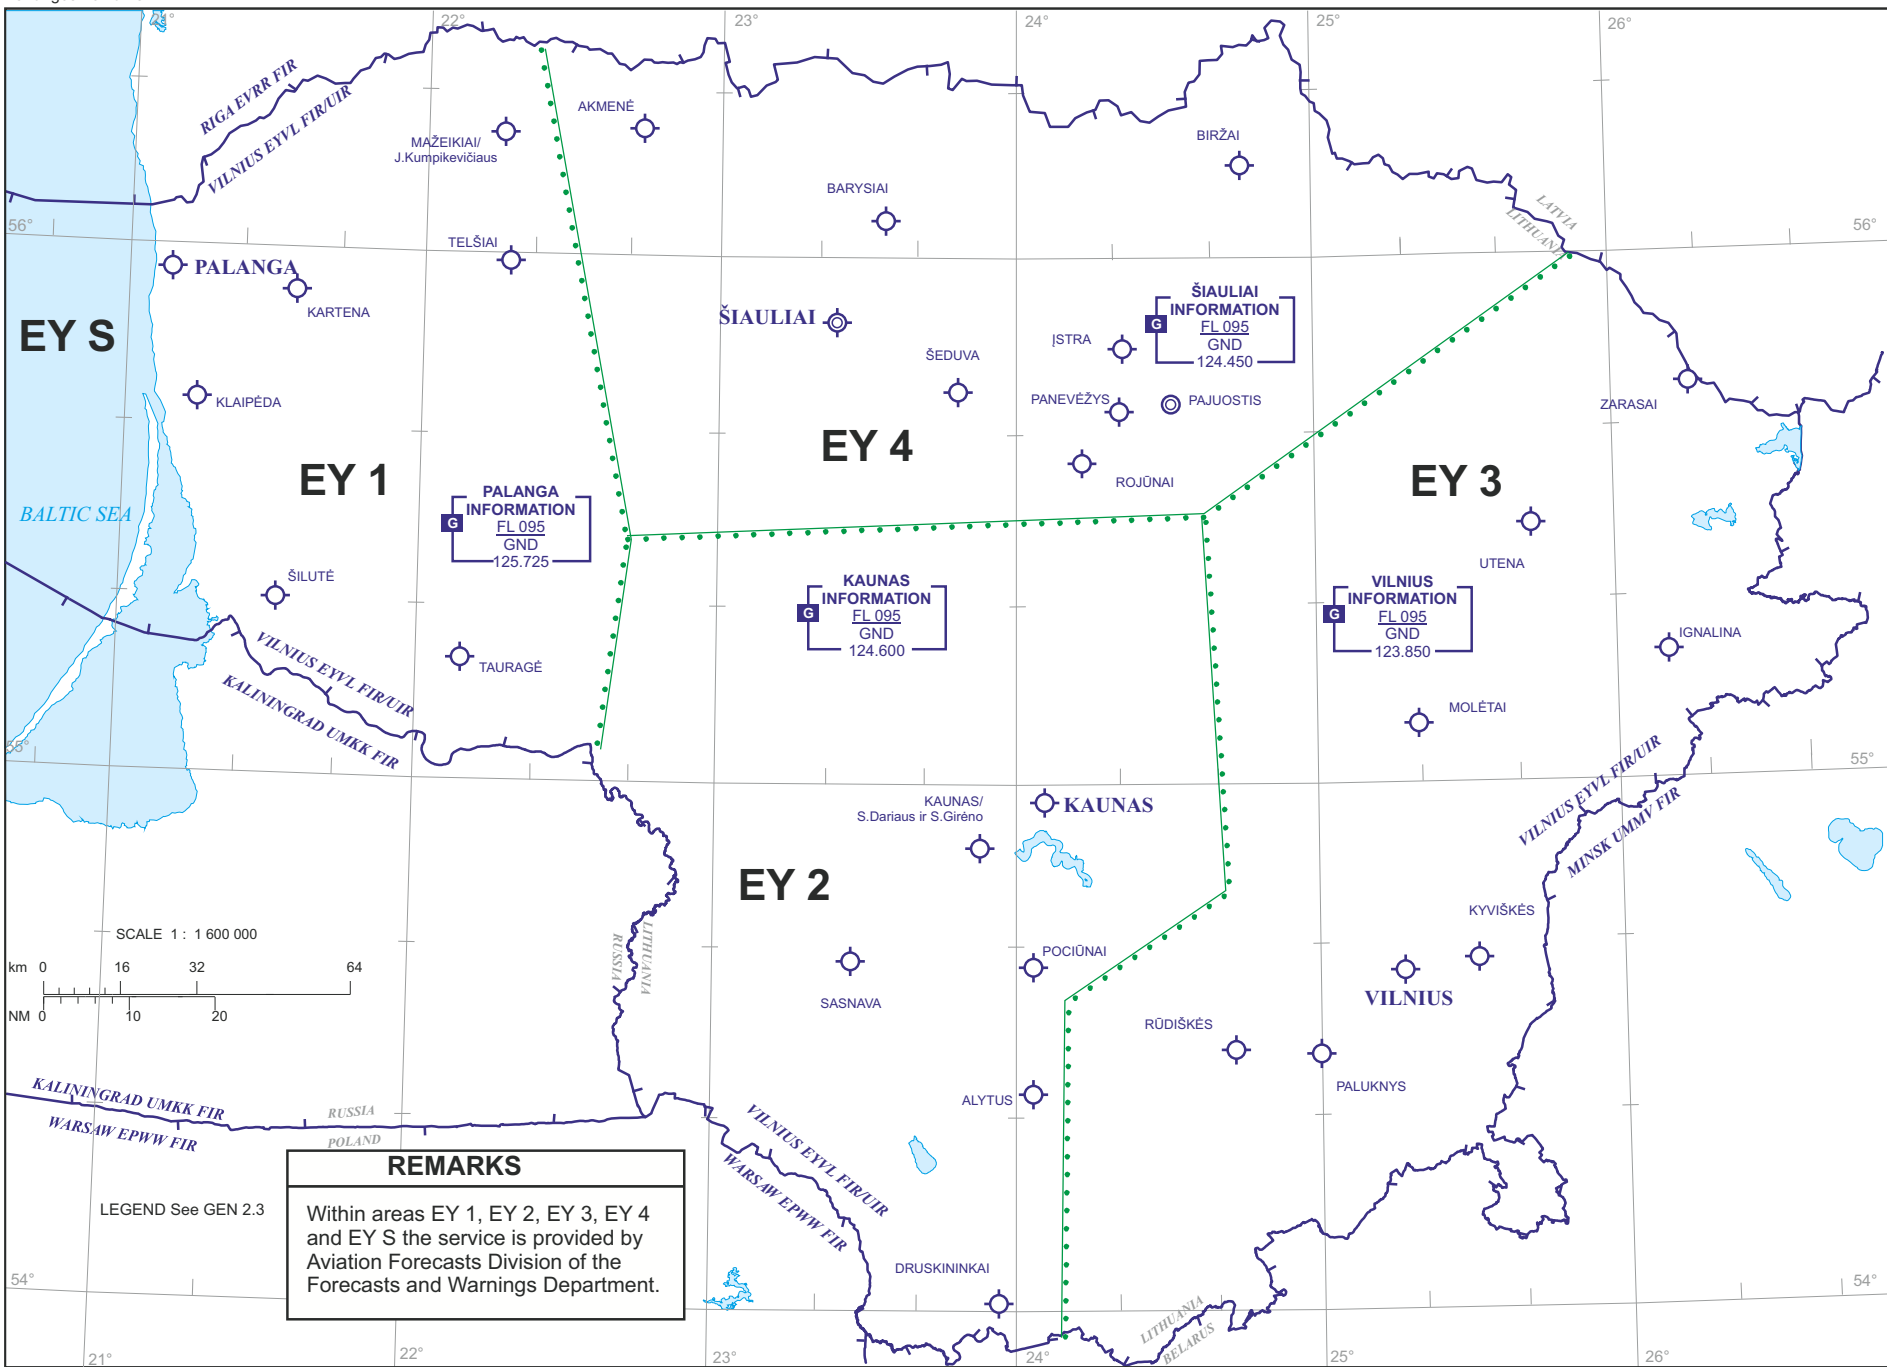 21°
22°
23°
24°
25°
26°
RIGA EVRR FIR
VILNIUS EYVL FIR/UIR
AKMENĖ
MAŽEIKIAI/
J.Kumpikevičiaus
BIRŽAI
BARYSIAI
LATVIA
LITHUANIA
56°
56°
TELŠIAI
PALANGA
KARTENA
EY S
ŠIAULIAI
ŠIAULIAI
INFORMATION
G
FL 095
GND
124.450
ĮSTRA
ŠEDUVA
KLAIPĖDA
PANEVĖŽYS
PAJUOSTIS
ZARASAI
EY 4
EY 1
EY 3
ROJŪNAI
PALANGA
INFORMATION
G
FL 095
GND
125.725
BALTIC SEA
UTENA
ŠILUTĖ
KAUNAS
INFORMATION
G
FL 095
GND
124.600
VILNIUS
INFORMATION
G
FL 095
GND
123.850
IGNALINA
VILNIUS EYVL FIR/UIR
KALININGRAD UMKK FIR
TAURAGĖ
MOLĖTAI
55°
55°
VILNIUS EYVL FIR/UIR
MINSK UMMV FIR
KAUNAS/
S.Dariaus ir S.Girėno
KAUNAS
EY 2
KYVIŠKĖS
SCALE 1 : 1 600 000
km 0 16 32 64
NM 0 10 20
RUSSIA
LITHUANIA
POCIŪNAI
SASNAVA
VILNIUS
RŪDIŠKĖS
PALUKNYS
ALYTUS
KALININGRAD UMKK FIR
WARSAW EPWW FIR
RUSSIA
POLAND
VILNIUS EYVL FIR/UIR
WARSAW EPWW FIR
REMARKS
Within areas EY 1, EY 2, EY 3, EY 4
and EY S the service is provided by
Aviation Forecasts Division of the
Forecasts and Warnings Department.
LEGEND See GEN 2.3
DRUSKININKAI
LITHUANIA
BELARUS
54°
54°
21°
22°
23°
24°
25°
26°